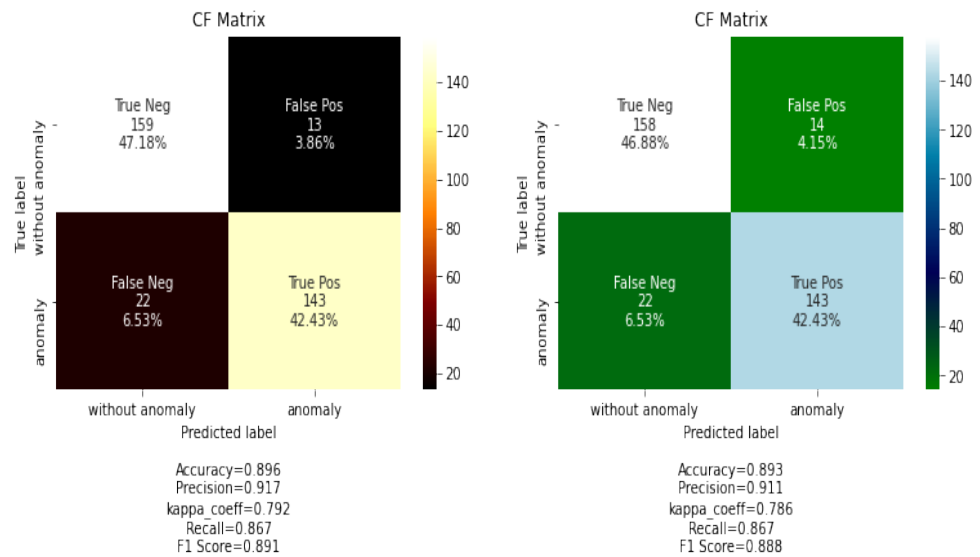 CF Matrix
True Neg
159
47.18%
False Pos
13
3.86%
False Neg
22
6.53%
True Pos
143
42.43%
True label
without anomaly
anomaly
without anomaly
anomaly
Predicted label
140
120
100
80
60
40
20
Accuracy=0.896
Precision=0.917
kappa_coeff=0.792
Recall=0.867
F1 Score=0.891
CF Matrix
True Neg
158
46.88%
False Pos
14
4.15%
False Neg
22
6.53%
True Pos
143
42.43%
True label
without anomaly
anomaly
without anomaly
anomaly
Predicted label
140
120
100
80
60
40
20
Accuracy=0.893
Precision=0.911
kappa_coeff=0.786
Recall=0.867
F1 Score=0.888